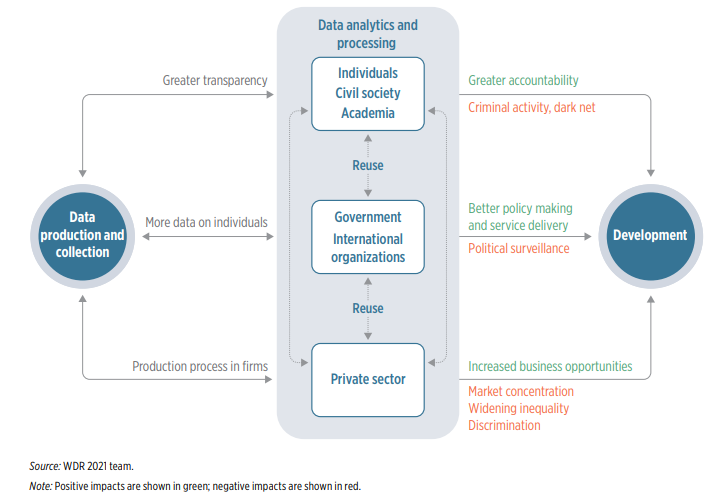 Data analytics and
processing
Individuals
Civil society
Academia
Greater transparency
Greater accountability
Criminal activity, dark net
Reuse
Data
production and
collection
More data on individuals
Government
International
organizations
Better policy making
and service delivery
Political surveillance
Development
Reuse
Production process in firms
Private sector
Increased business opportunities
Market concentration
Widening inequality
Discrimination
Source: WDR 2021 team.
Note: Positive impacts are shown in green; negative impacts are shown in red.